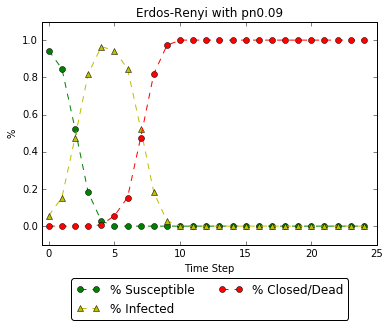 Erdos-Renyi with pn0.09
1.0
0.8
0.6
0.4
0.2
0.0
%
0 5 10 15 20 25
Time Step
% Susceptible % Closed/Dead
% Infected